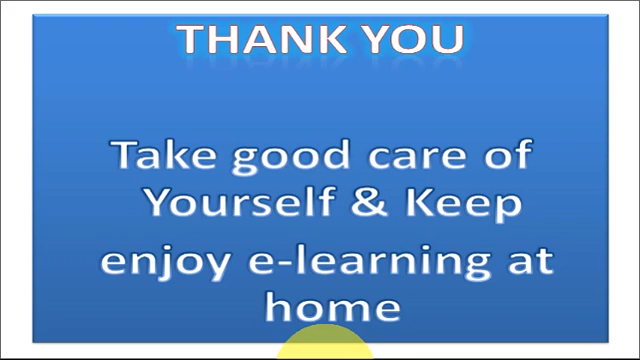 THANK YOU
Take good care of
Yourself & Keep
enjoy e-learning at
home